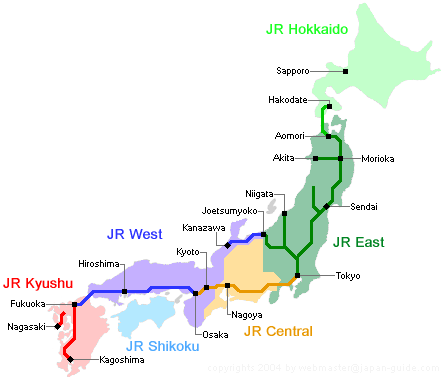 JR Hokkaido
Sapporo
Hakodate
Aomori
Akita
Morioka
Niigata
Sendai
Joetsumyoko
Kanazawa
JR West
JR East
Kyoto
Hiroshima
Tokyo
JR Kyushu
Fukuoka
Nagoya
Nagasaki
JR Central
Osaka
JR Shikoku
Kagoshima
copyright 2004 by webmaster@japan-guide.com